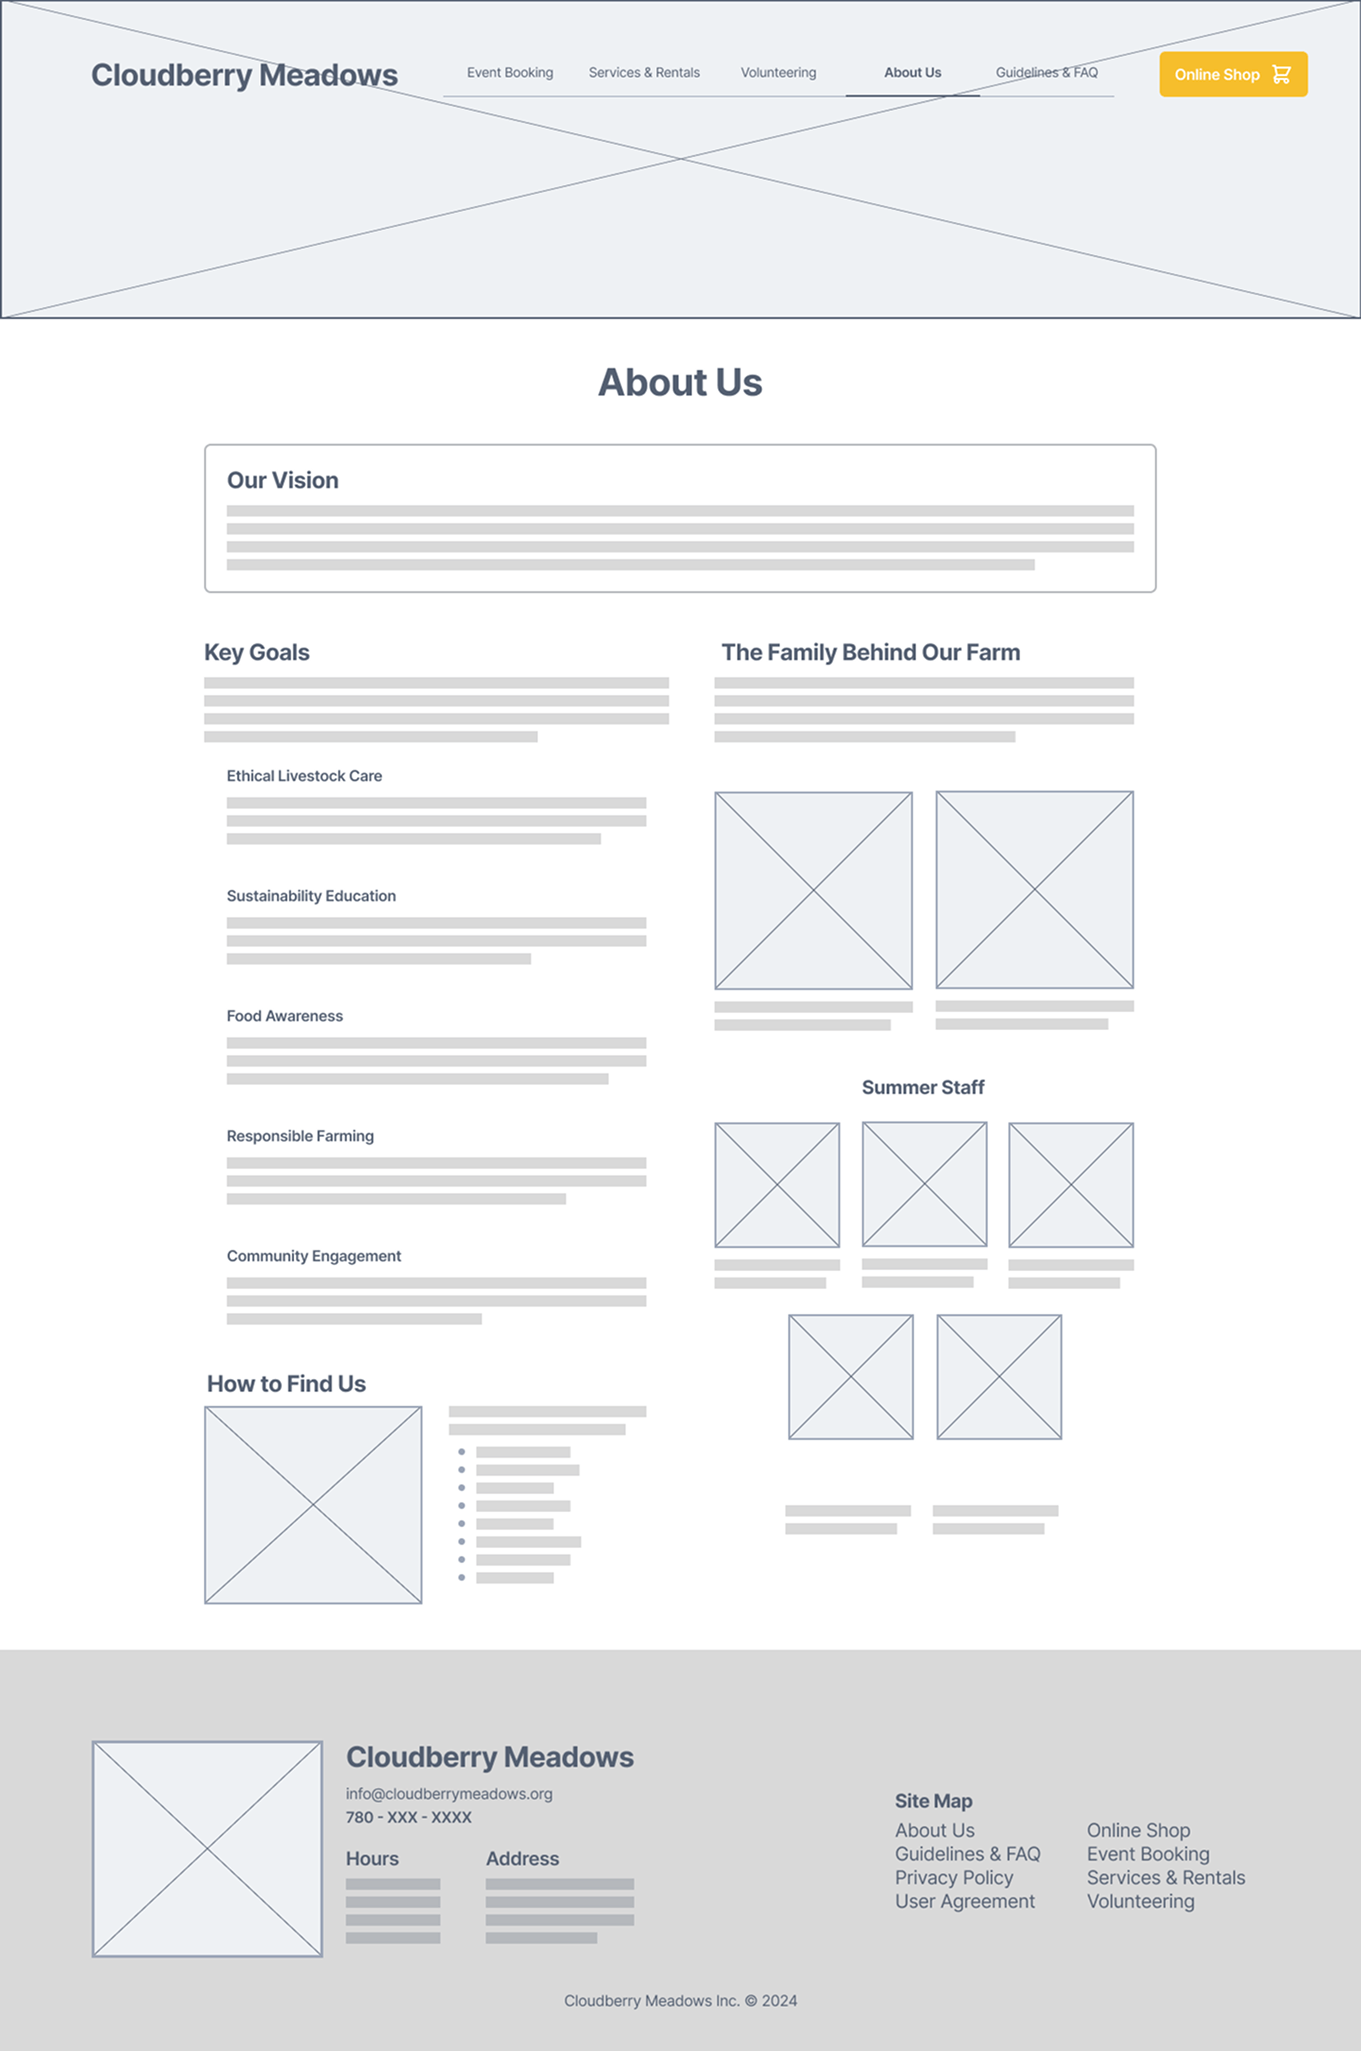 Cloudberry Meadows
Event Booking
Services & Rentals
Volunteering
About Us
Guidelines & FAQ
Online Shop
About Us
Our Vision
Key Goals
Ethical Livestock Care
Sustainability Education
Food Awareness
Responsible Farming
Community Engagement
How to Find Us
The Family Behind Our Farm
Summer Staff
Cloudberry Meadows
info@cloudberrymeadows.org
780 - XXX - XXXX
Hours
Address
Site Map
About Us
Guidelines & FAQ
Privacy Policy
User Agreement
Online Shop
Event Booking
Services & Rentals
Volunteering
Cloudberry Meadows Inc. © 2024